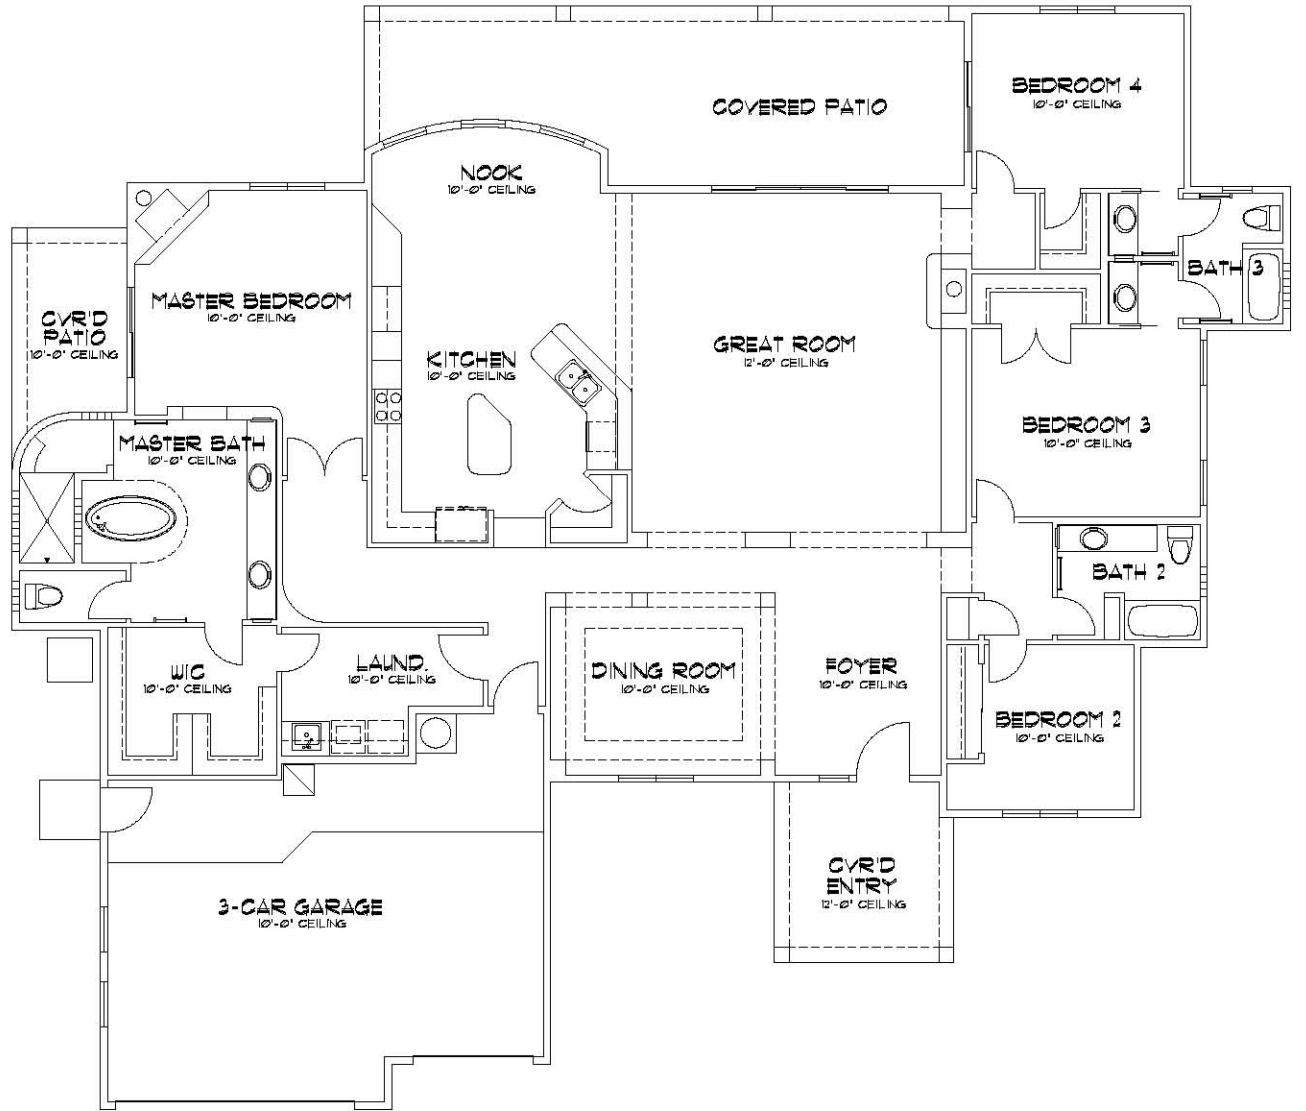 BEDROOM 4
10'-0" CEILING
COVERED PATIO
NOOK
10'-0" CEILING
BATH 3
MASTER BEDROOM
10'-0" CEILING
CVR'D
PATIO
10'-0" CEILING
GREAT ROOM
12'-0" CEILING
KITCHEN
10'-0" CEILING
BEDROOM 3
10'-0" CEILING
MASTER BATH
10'-0" CEILING
BATH 2
WIC
10'-0" CEILING
LAUND.
10'-0" CEILING
DINING ROOM
10'-0" CEILING
FOYER
10'-0" CEILING
BEDROOM 2
10'-0" CEILING
CVR'D
ENTRY
12'-0" CEILING
3-CAR GARAGE
10'-0" CEILING